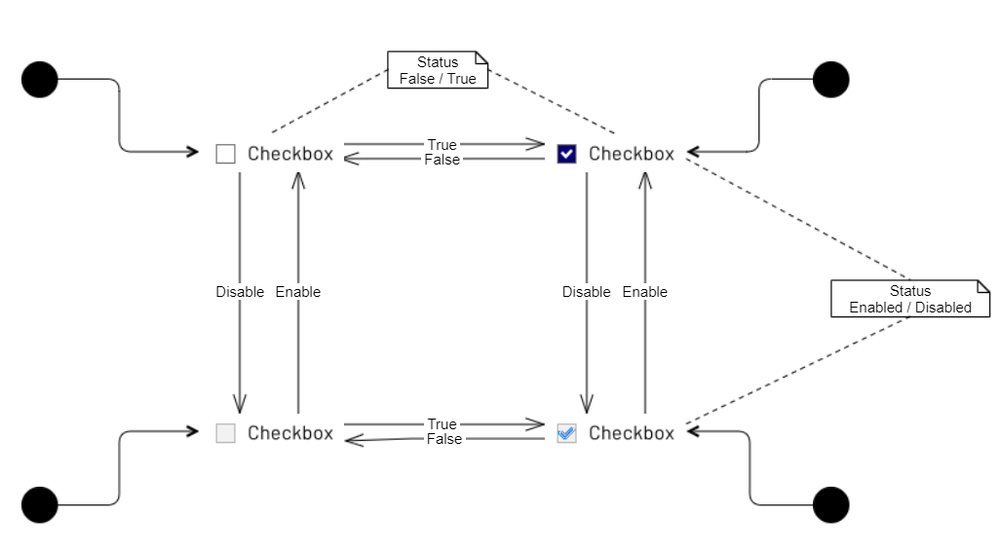 Status
False / True
Checkbox
True
False
Checkbox
Disable
Enable
Disable
Enable
Status
Enabled / Disabled
Checkbox
True
False
Checkbox